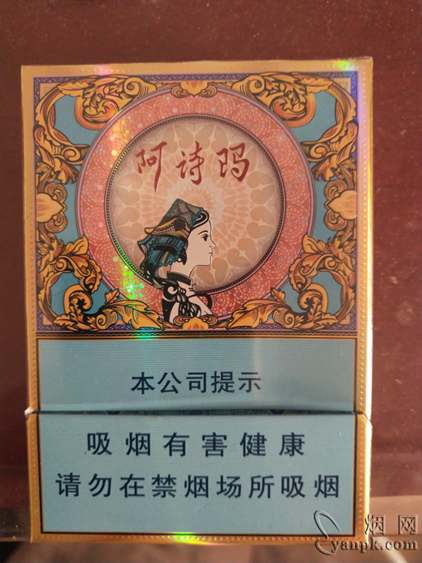 阿诗玛
本公司提示
吸烟有害健康
请勿在禁烟场所吸烟
烟网
yanpk.com